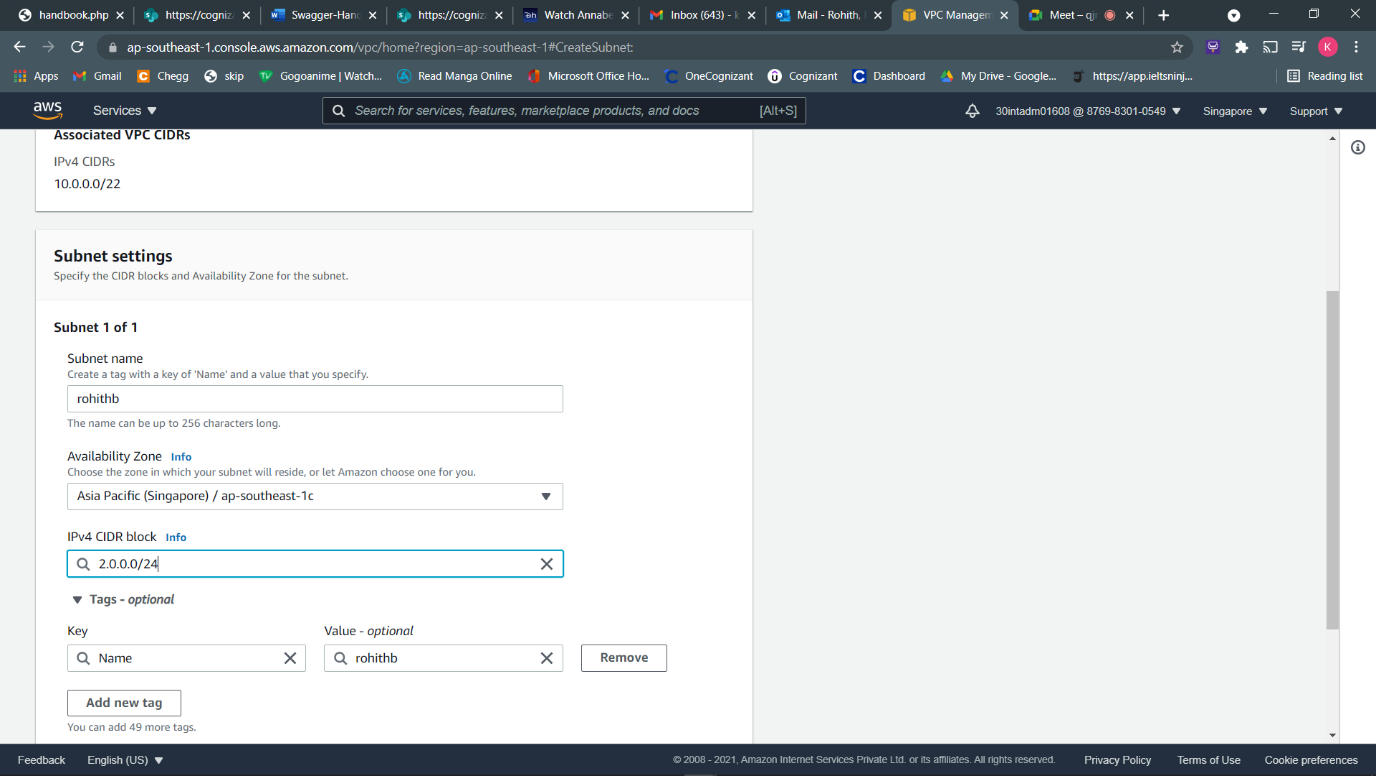 handbook.php
https://cogniz
Swagger-Han
https://cogniz
Watch Annabe
Inbox (643) - k
Mail - Rohith,
VPC Managem
Meet – qj
ap-southeast-1.console.aws.amazon.com/vpc/home?region=ap-southeast-1#CreateSubnet:
K
Apps
Gmail
Chegg
skip
Gogoanime | Watch...
Read Manga Online
Microsoft Office Ho...
OneCognizant
Cognizant
Dashboard
My Drive - Google...
https://app.ieltsninj...
Reading list
aws
Services
Search for services, features, marketplace products, and docs
[Alt+S]
30intadm01608 @ 8769-8301-0549
Singapore
Support
Associated VPC CIDRs
IPv4 CIDRs
10.0.0.0/22
Subnet settings
Specify the CIDR blocks and Availability Zone for the subnet.
Subnet 1 of 1
Subnet name
Create a tag with a key of 'Name' and a value that you specify.
rohithb
The name can be up to 256 characters long.
Availability Zone Info
Choose the zone in which your subnet will reside, or let Amazon choose one for you.
Asia Pacific (Singapore) / ap-southeast-1c
IPv4 CIDR block Info
2.0.0.0/24
Tags - optional
Key
Value - optional
Name
rohithb
Remove
Add new tag
You can add 49 more tags.
Feedback
English (US)
© 2008 - 2021, Amazon Internet Services Private Ltd. or its affiliates. All rights reserved.
Privacy Policy
Terms of Use
Cookie preferences